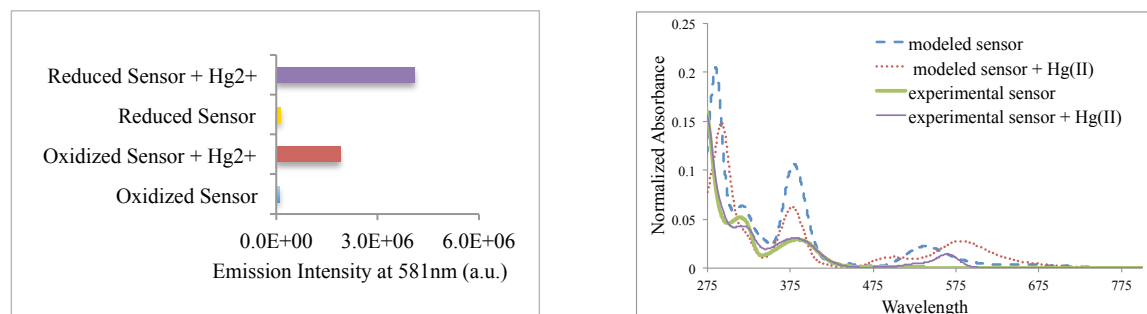 Reduced Sensor + Hg2+
Reduced Sensor
Oxidized Sensor + Hg2+
Oxidized Sensor
0.0E+00 3.0E+06 6.0E+06
Emission Intensity at 581nm (a.u.)
modeled sensor
modeled sensor + Hg(II)
experimental sensor
experimental sensor + Hg(II)
Normalized Absorbance
0.2
0.15
0.1
0.05
0
275 375 475 575 675 775
Wavelength